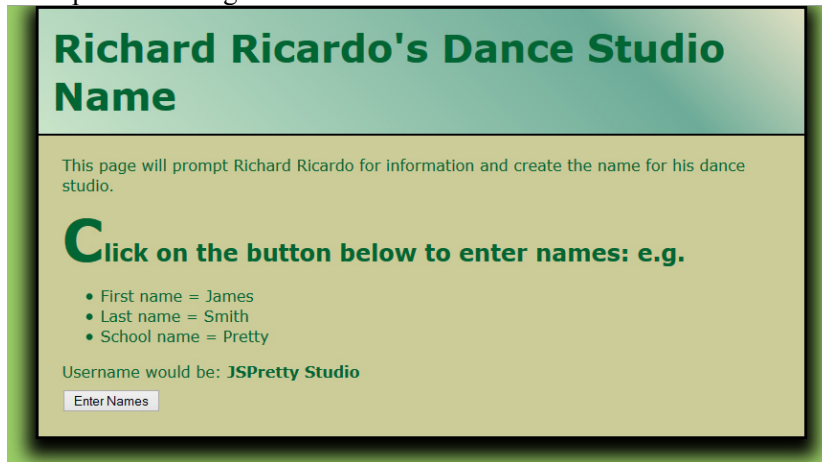 Richard Ricardo's Dance Studio
Name
This page will prompt Richard Ricardo for information and create the name for his dance
studio.
Click on the button below to enter names: e.g.
• First name = James
• Last name = Smith
• School name = Pretty
Username would be: JSPretty Studio
Enter Names